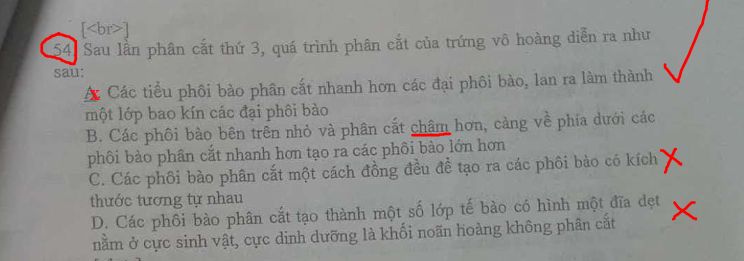 [<br>]
54. Sau lần phân cắt thứ 3, quá trình phân cắt của trứng vô hoàng diễn ra như
sau:
A. Các tiểu phôi bào phân cắt nhanh hơn các đại phôi bào, lan ra làm thành
một lớp bao kín các đại phôi bào
B. Các phôi bào bên trên nhỏ và phân cắt chậm hơn, càng về phía dưới các
phôi bào phân cắt nhanh hơn tạo ra các phôi bào lớn hơn
C. Các phôi bào phân cắt một cách đồng đều để tạo ra các phôi bào có kích
thước tương tự nhau
D. Các phôi bào phân cắt tạo thành một số lớp tế bào có hình một đĩa dẹt
nằm ở cực sinh vật, cực dinh dưỡng là khối noãn hoàng không phân cắt